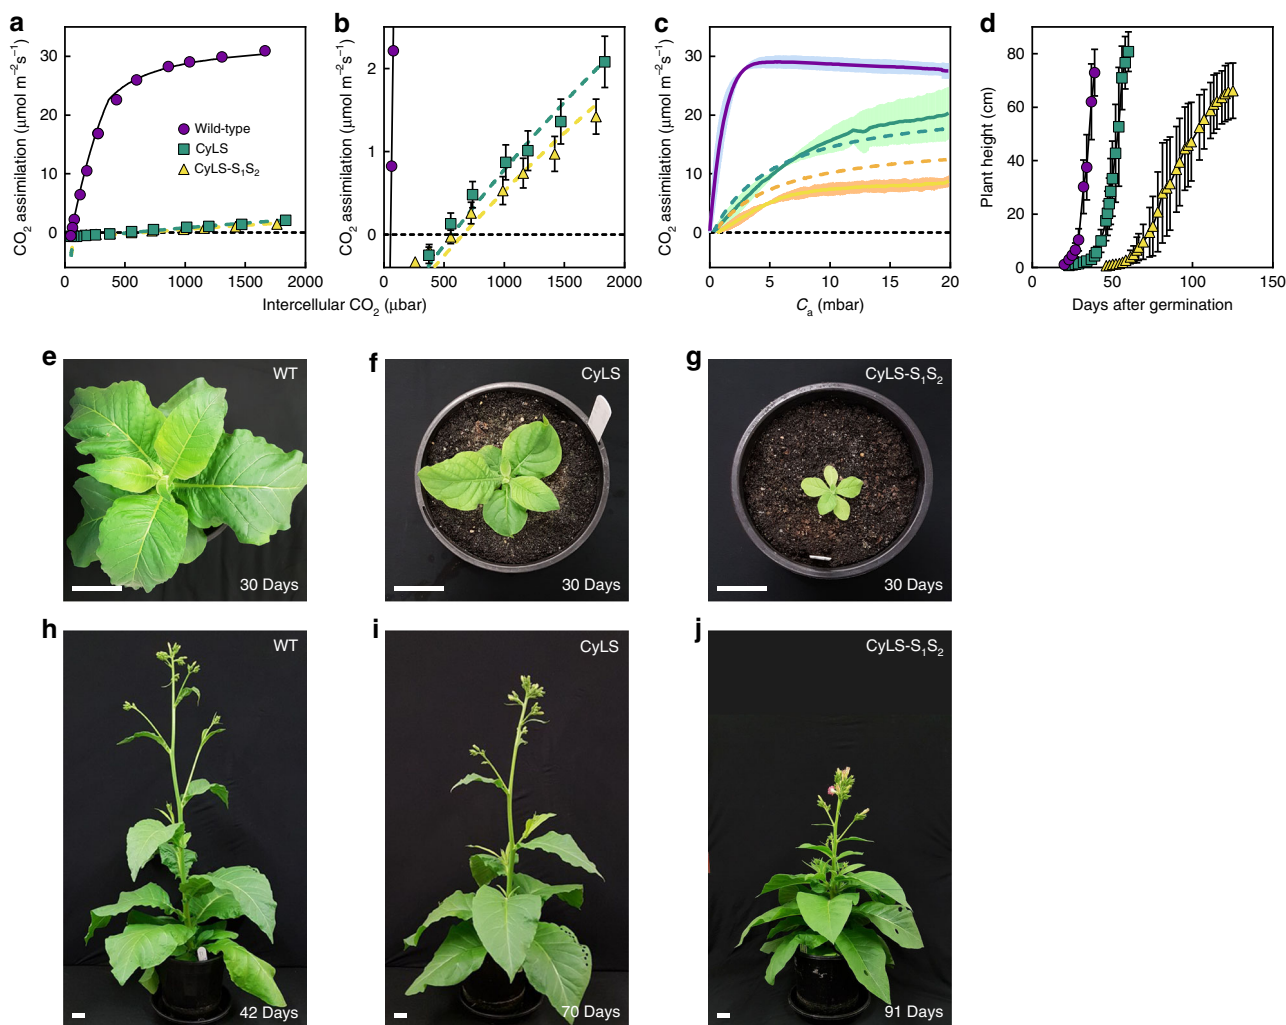 a
b
c
d
CO2 assimilation (μmol m−2s−1)
30
20
10
0
Wild-type
CyLS
CyLS-S1S2
0
500
1000
1500
2000
CO2 assimilation (μmol m−2s−1)
2
1
0
0
500
1000
1500
2000
Intercellular CO2 (μbar)
CO2 assimilation (μmol m−2s−1)
30
20
10
0
0
5
10
15
20
Ca (mbar)
Plant height (cm)
80
60
40
20
0
0
50
100
150
Days after germination
e
WT
30 Days
f
CyLS
30 Days
g
CyLS-S1S2
30 Days
h
WT
42 Days
i
CyLS
70 Days
j
CyLS-S1S2
91 Days